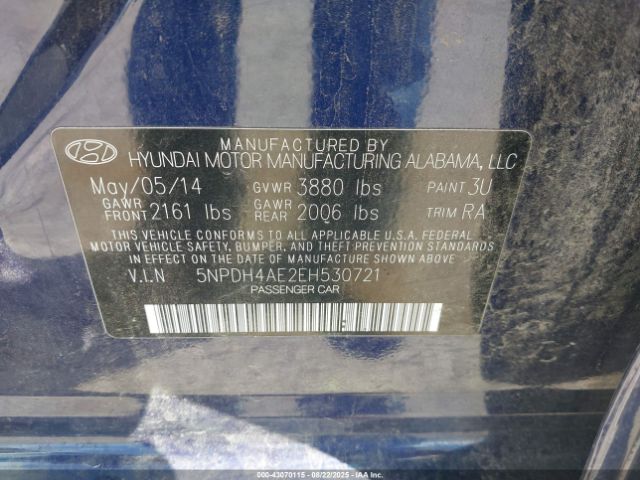 MANUFACTURED BY
HYUNDAI MOTOR MANUFACTURING ALABAMA, LLC
May/05/14 GVWR 3880 lbs PAINT 3U
GAWR FRONT 2161 lbs GAWR REAR 2006 lbs TRIM RA
THIS VEHICLE CONFORMS TO ALL APPLICABLE U.S.A. FEDERAL
MOTOR VEHICLE SAFETY, BUMPER, AND THEFT PREVENTION STANDARDS
IN EFFECT ON THE DATE OF MANUFACTURE SHOWN ABOVE.
V.I.N 5NPDH4AE2EH530721
PASSENGER CAR
000-43070115 - 08/22/2025 - iaai.com